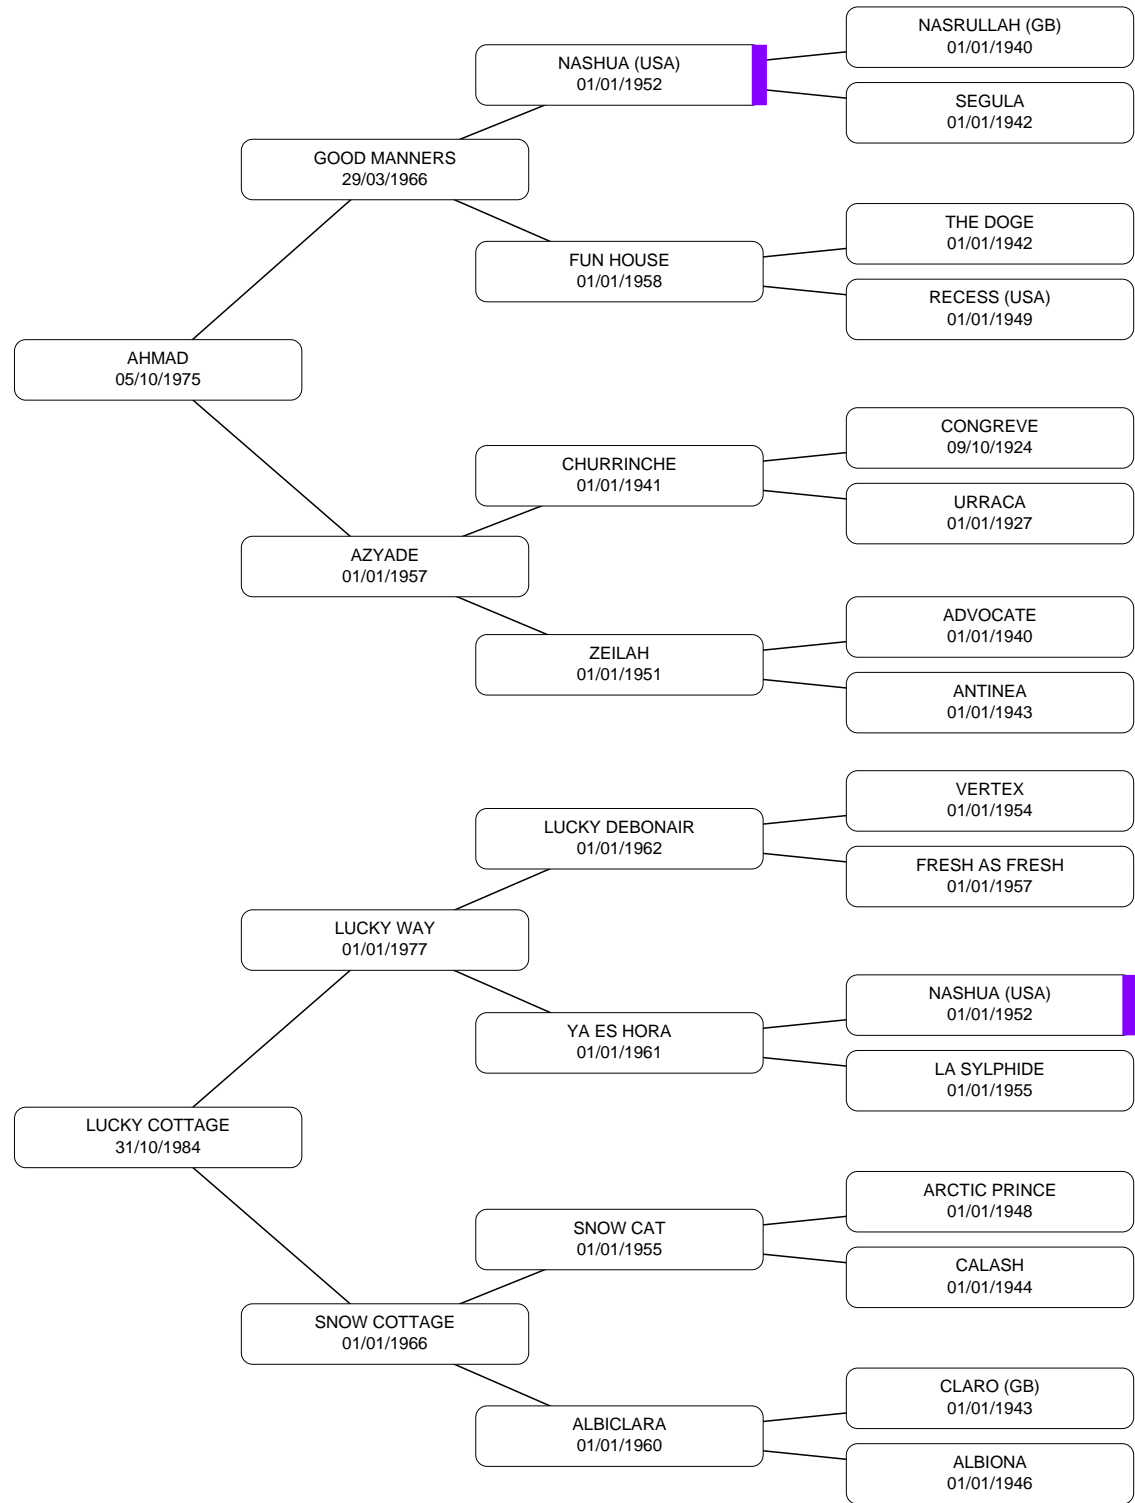 NASRULLAH (GB)
01/01/1940
NASHUA (USA)
01/01/1952
SEGULA
01/01/1942
GOOD MANNERS
29/03/1966
THE DOGE
01/01/1942
FUN HOUSE
01/01/1958
RECESS (USA)
01/01/1949
AHMAD
05/10/1975
CONGREVE
09/10/1924
CHURRINCHE
01/01/1941
URRACA
01/01/1927
AZYADE
01/01/1957
ADVOCATE
01/01/1940
ZEILAH
01/01/1951
ANTINEA
01/01/1943
VERTEX
01/01/1954
LUCKY DEBONAIR
01/01/1962
FRESH AS FRESH
01/01/1957
LUCKY WAY
01/01/1977
NASHUA (USA)
01/01/1952
YA ES HORA
01/01/1961
LA SYLPHIDE
01/01/1955
LUCKY COTTAGE
31/10/1984
ARCTIC PRINCE
01/01/1948
SNOW CAT
01/01/1955
CALASH
01/01/1944
SNOW COTTAGE
01/01/1966
CLARO (GB)
01/01/1943
ALBICLARA
01/01/1960
ALBIONA
01/01/1946